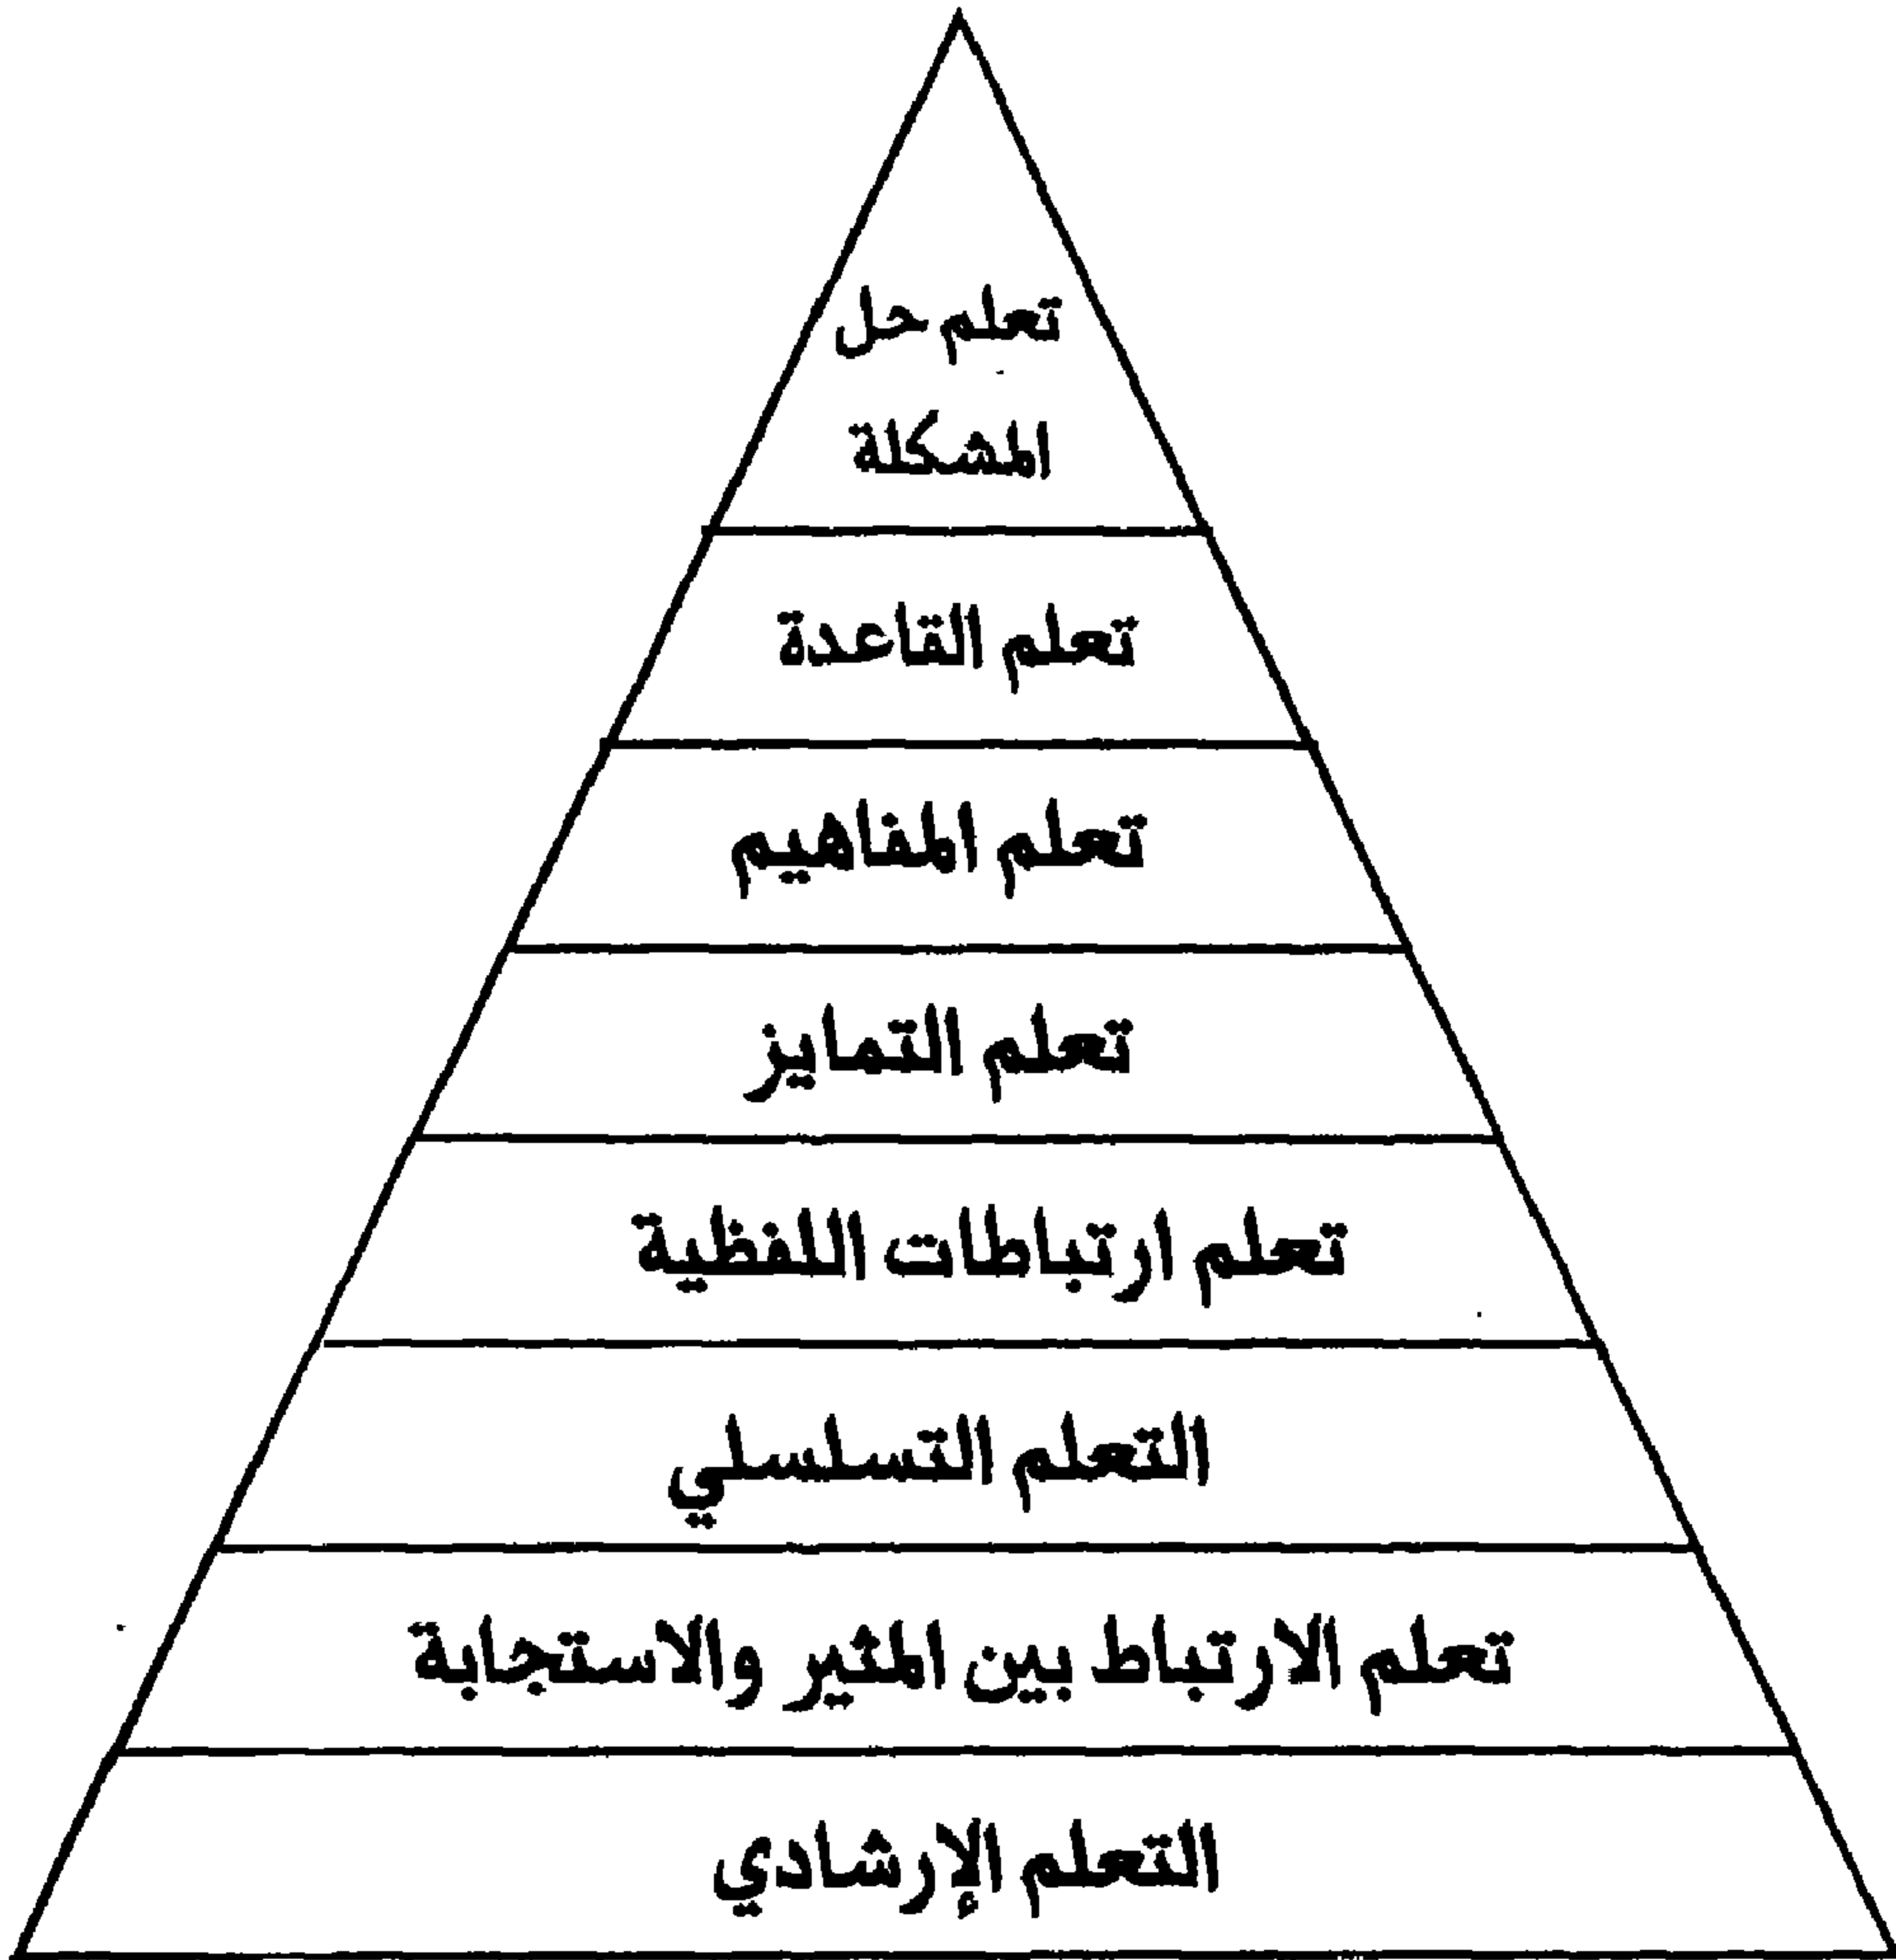 تعلم حل
المشكلة
تعلم القاعدة
تعلم المفاهيم
تعلم التمايز
تعلم ارتباطات اللفظية
التعلم التسلسلي
تعلم الارتباط بين المثير والاستجابة
التعلم الإرشادي